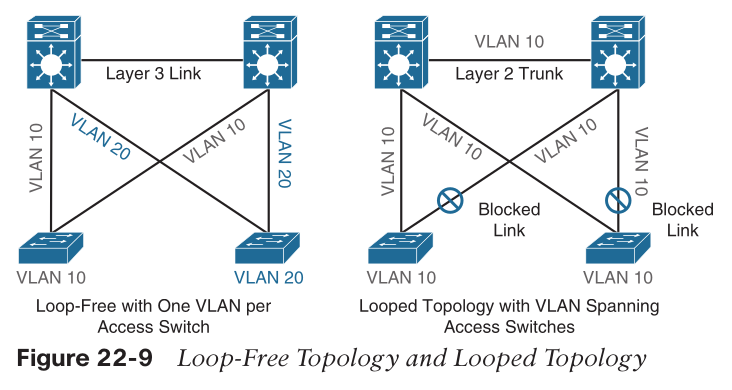 Layer 3 Link
VLAN 10
VLAN 20
VLAN 10
VLAN 20
VLAN 10
VLAN 20
Loop-Free with One VLAN per
Access Switch
VLAN 10
Layer 2 Trunk
VLAN 10
VLAN 10
VLAN 10
VLAN 10
Blocked
Link
Blocked
Link
VLAN 10
VLAN 10
Looped Topology with VLAN Spanning
Access Switches
Figure 22-9 Loop-Free Topology and Looped Topology